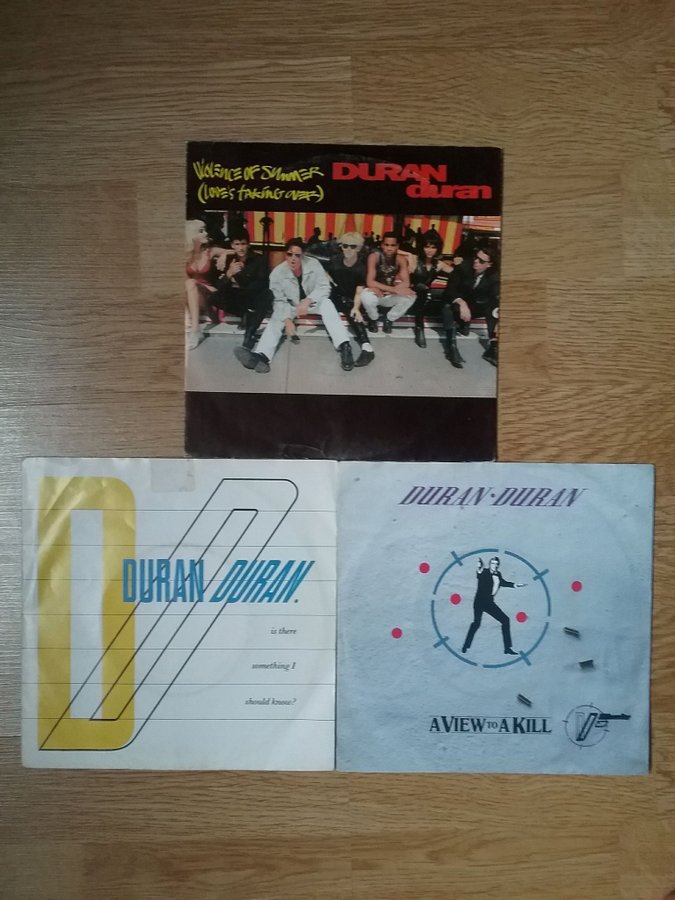 Violence of Summer
(Love's Taking Over)
DURAN
duran
DURAN DURAN.
is there
something I
should know?
DURAN·DURAN
A VIEW TO A KILL